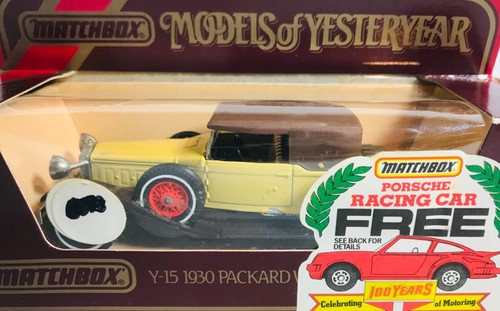 MATCHBOX
MODELS of YESTERYEAR
MATCHBOX
PORSCHE
RACING CAR
FREE
SEE BACK FOR
DETAILS
100 YEARS
Celebrating of Motoring
MATCHBOX
Y-15 1930 PACKARD